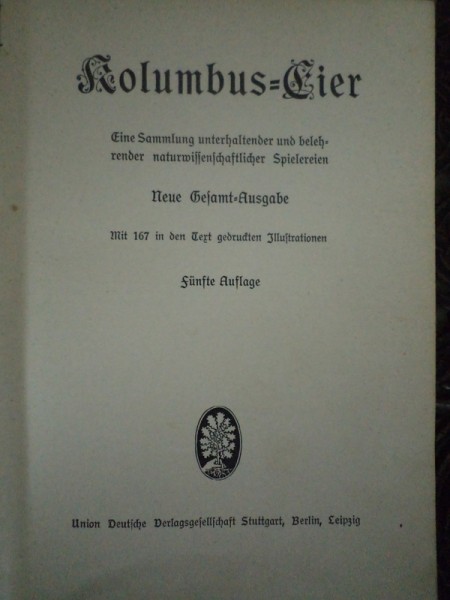 Kolumbus=Eier
Eine Sammlung unterhaltender und beleh-
render naturwissenschaftlicher Spielereien
Neue Gesamt=Ausgabe
Mit 167 in den Text gedruckten Illustrationen
Fünfte Auflage
Union Deutsche Verlagsgesellschaft Stuttgart, Berlin, Leipzig